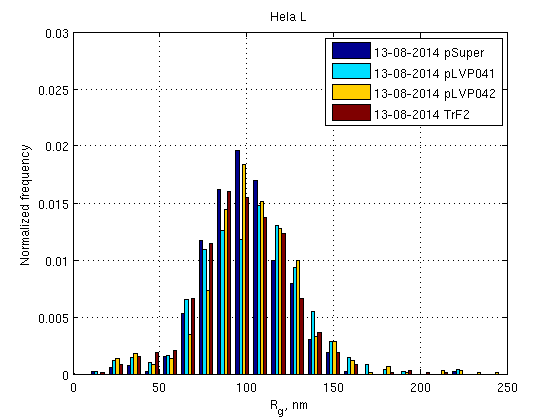 Hela L
0.03
0.025
0.02
0.015
0.01
0.005
0
Normalized frequency
13-08-2014 pSuper
13-08-2014 pLVP041
13-08-2014 pLVP042
13-08-2014 TrF2
0 50 100 150 200 250
Rg, nm